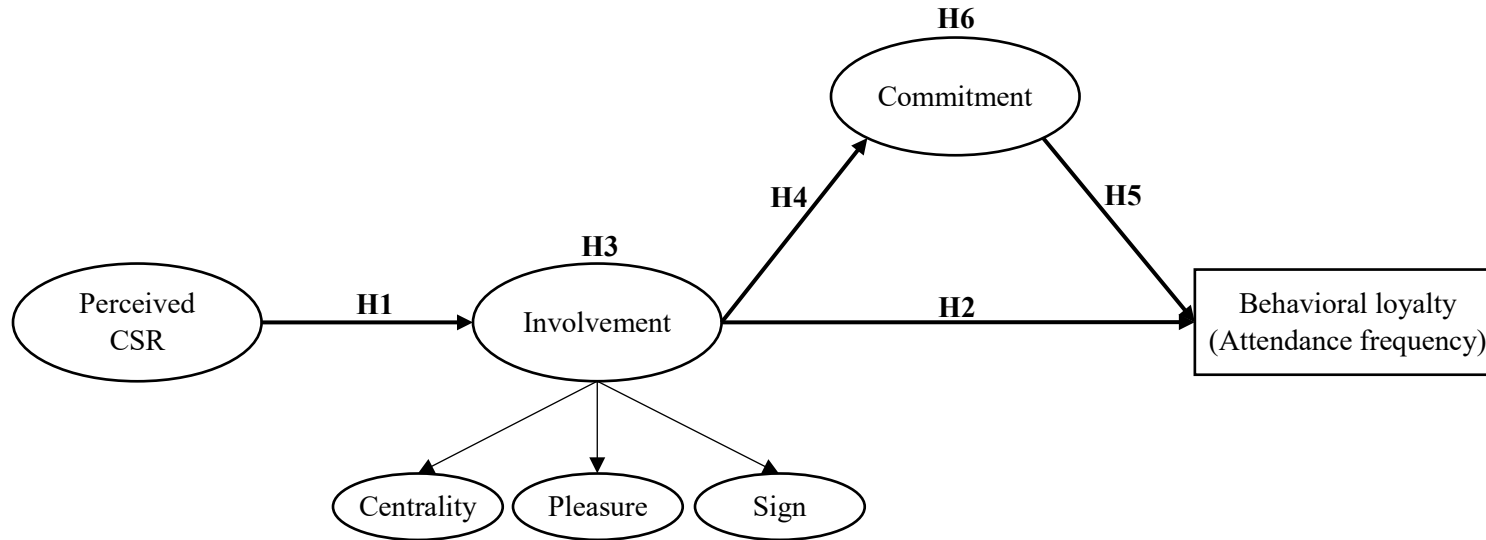 H6
Commitment
H4
H5
H3
Perceived
CSR
H1
Involvement
H2
Behavioral loyalty
(Attendance frequency)
Centrality
Pleasure
Sign